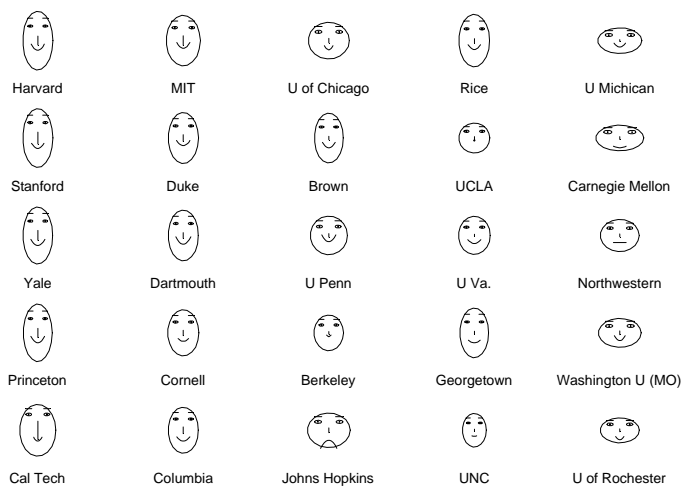 Harvard MIT U of Chicago Rice U Michican
Stanford Duke Brown UCLA Carnegie Mellon
Yale Dartmouth U Penn U Va. Northwestern
Princeton Cornell Berkeley Georgetown Washington U (MO)
Cal Tech Columbia Johns Hopkins UNC U of Rochester